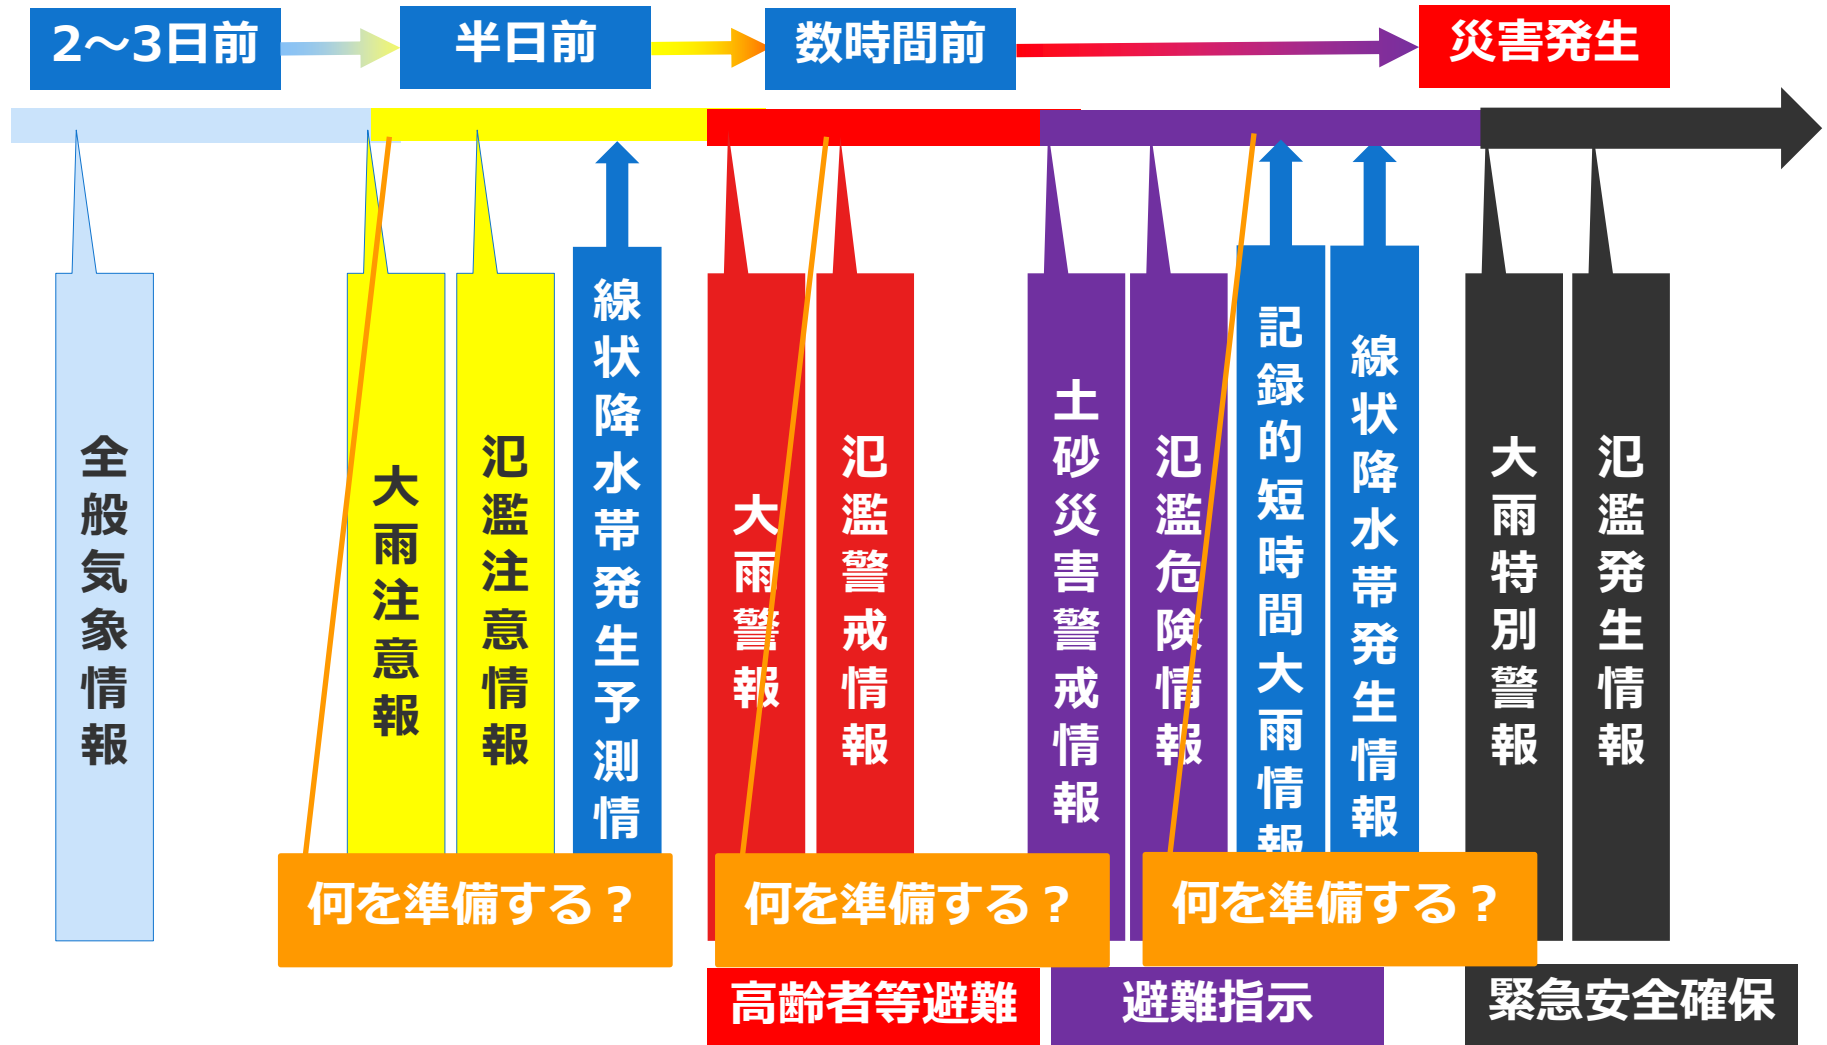 2～3日前
半日前
数時間前
災害発生
全般気象情報
大雨注意報
氾濫注意情報
線状降水帯発生予測情
大雨警報
氾濫警戒情報
土砂災害警戒情報
氾濫危険情報
記録的短時間大雨情報
線状降水帯発生情報
大雨特別警報
氾濫発生情報
何を準備する？
何を準備する？
何を準備する？
高齢者等避難
避難指示
緊急安全確保